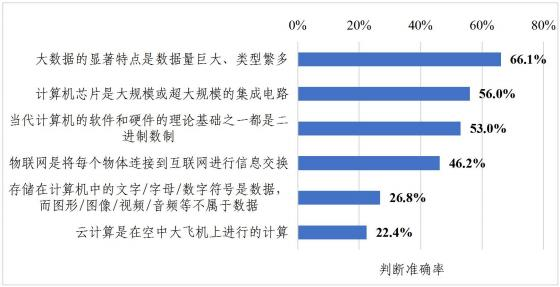 0% 20% 40% 60% 80%
大数据的显著特点是数据量巨大、类型繁多 66.1%
计算机芯片是大规模或超大规模的集成电路 56.0%
当代计算机的软件和硬件的理论基础之一都是二
进制数制 53.0%
物联网是将每个物体连接到互联网进行信息交换 46.2%
存储在计算机中的文字/字母/数字符号是数据，
而图形/图像/视频/音频等不属于数据 26.8%
云计算是在空中大飞机上进行的计算 22.4%
判断准确率